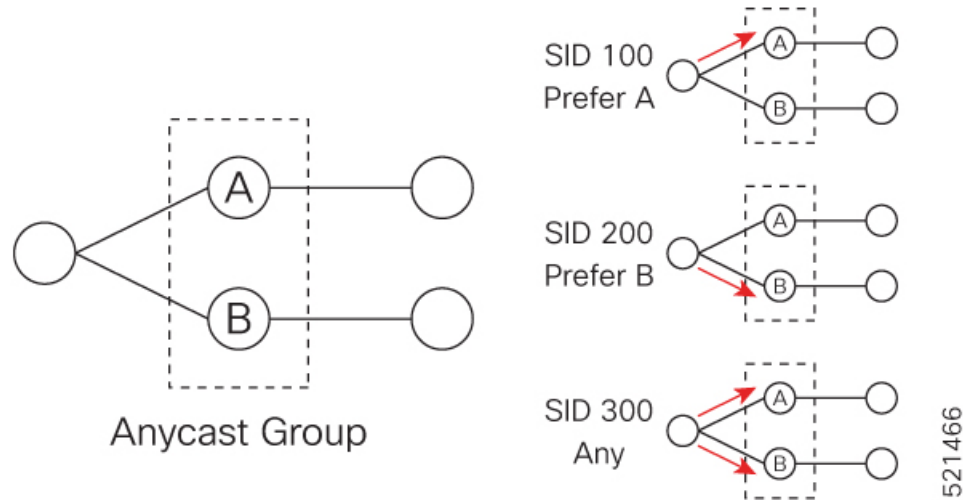 A
B
Anycast Group
SID 100
Prefer A
A
B
SID 200
Prefer B
A
B
SID 300
Any
A
B
521466